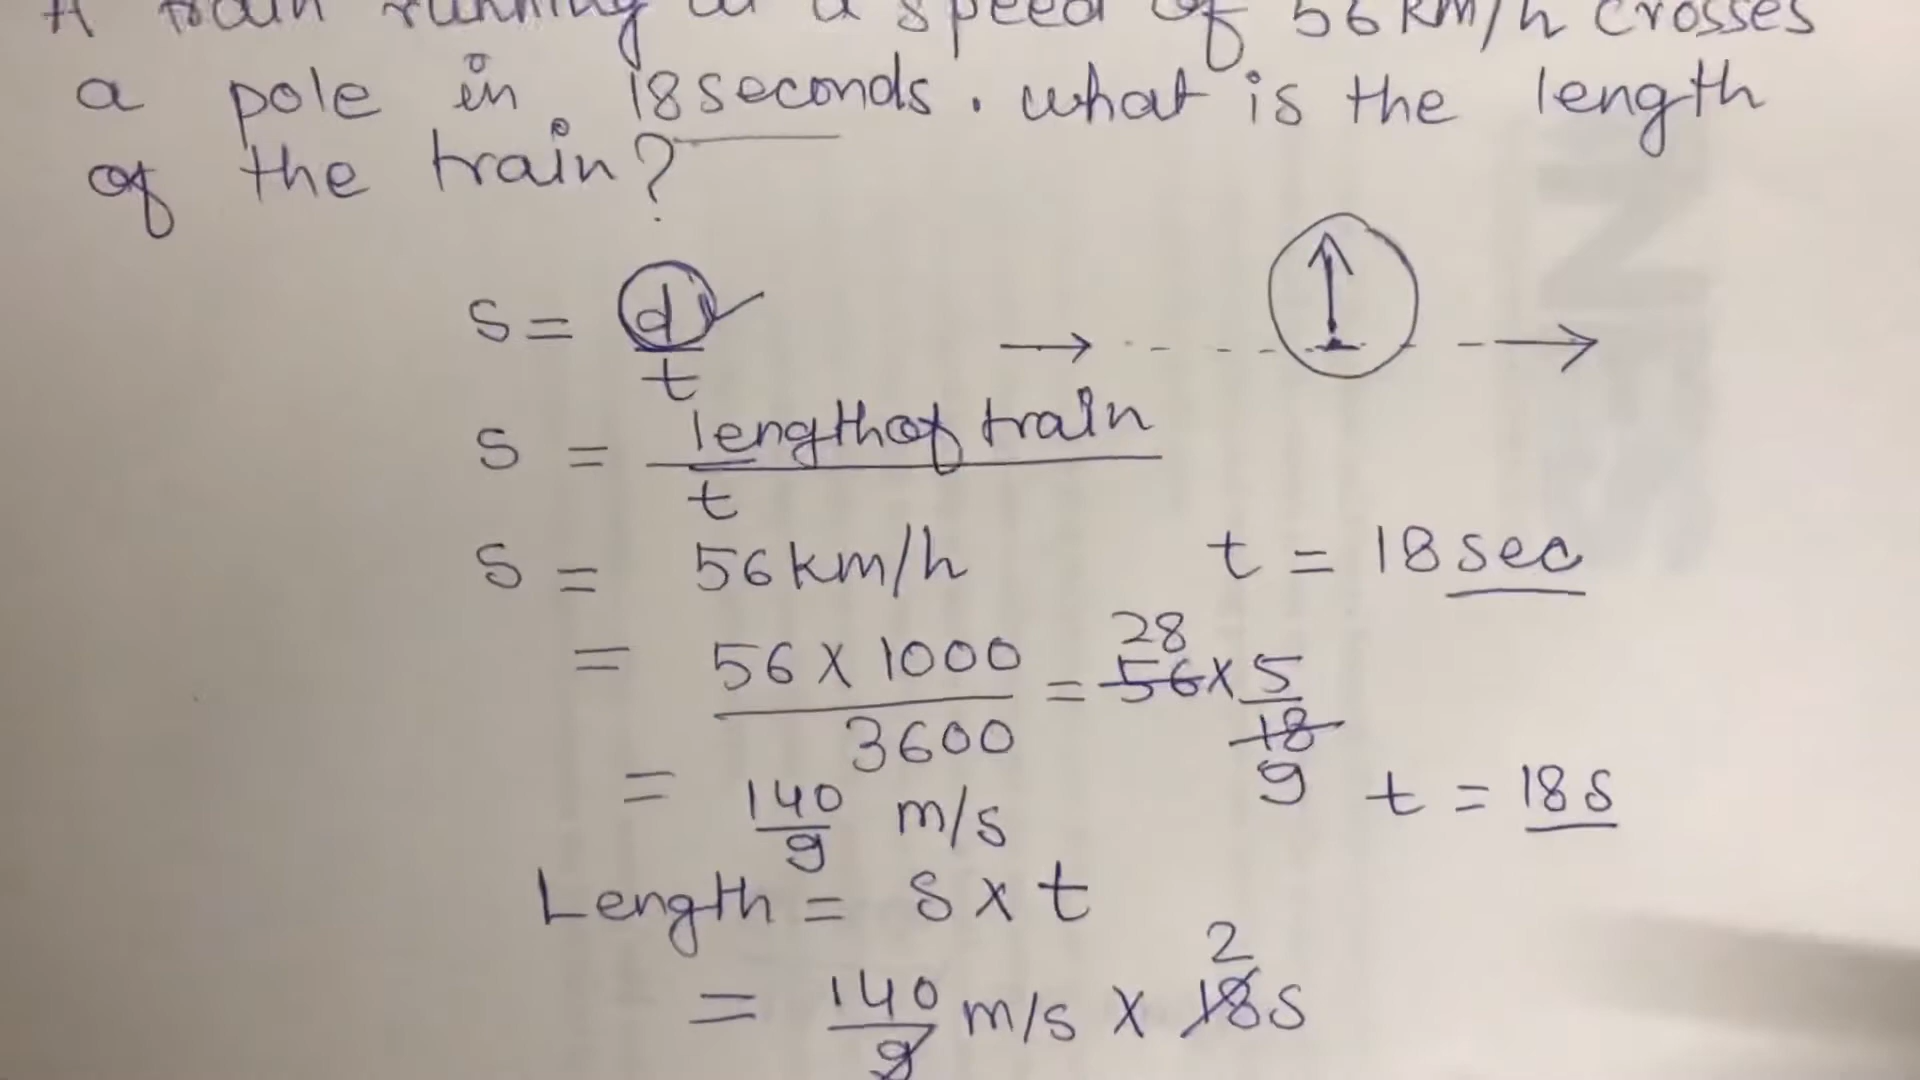 A train running at a speed of 56 km/h crosses
a pole in 18 seconds. what is the length
of the train?
S = d/t
S = length of train/t
S = 56 km/h t = 18 sec
= 56 X 1000/3600 = 28 56 X 5/18 9
= 140/9 m/s t = 18 s
Length = S X t
= 140/9 m/s X 18 s 2